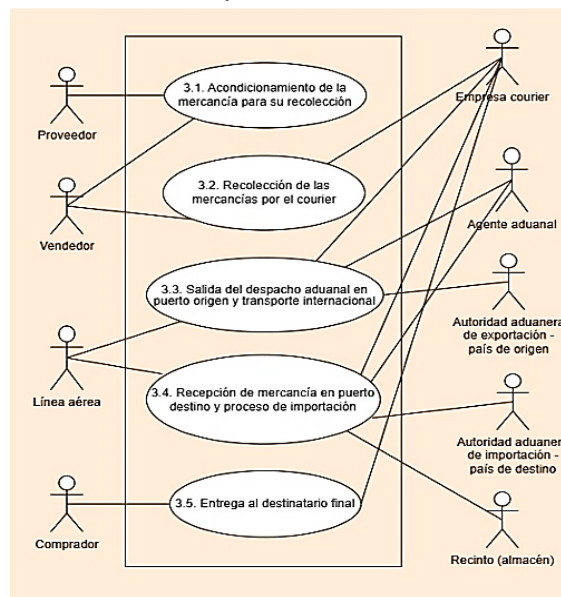 3.1. Acondicionamiento de la
mercancía para su recolección
Proveedor
Empresa courier
3.2. Recolección de las
mercancías por el courier
Vendedor
Agente aduanal
3.3. Salida del despacho aduanal en
puerto origen y transporte internacional
Autoridad aduanera
de exportación -
país de origen
Línea aérea
3.4. Recepción de mercancía en puerto
destino y proceso de importación
Autoridad aduanera
de importación -
país de destino
3.5. Entrega al destinatario final
Comprador
Recinto (almacén)